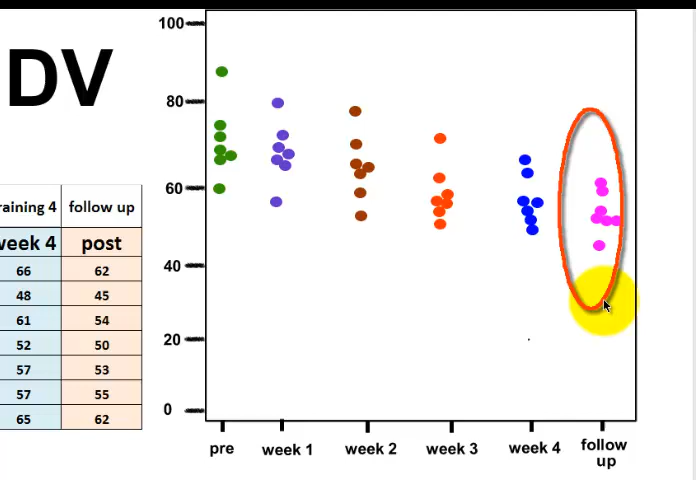 DV
raining 4 follow up
week 4 post
66 62
48 45
61 54
52 50
57 53
57 55
65 62
100
80
60
40
20
0
pre week 1 week 2 week 3 week 4 follow
up